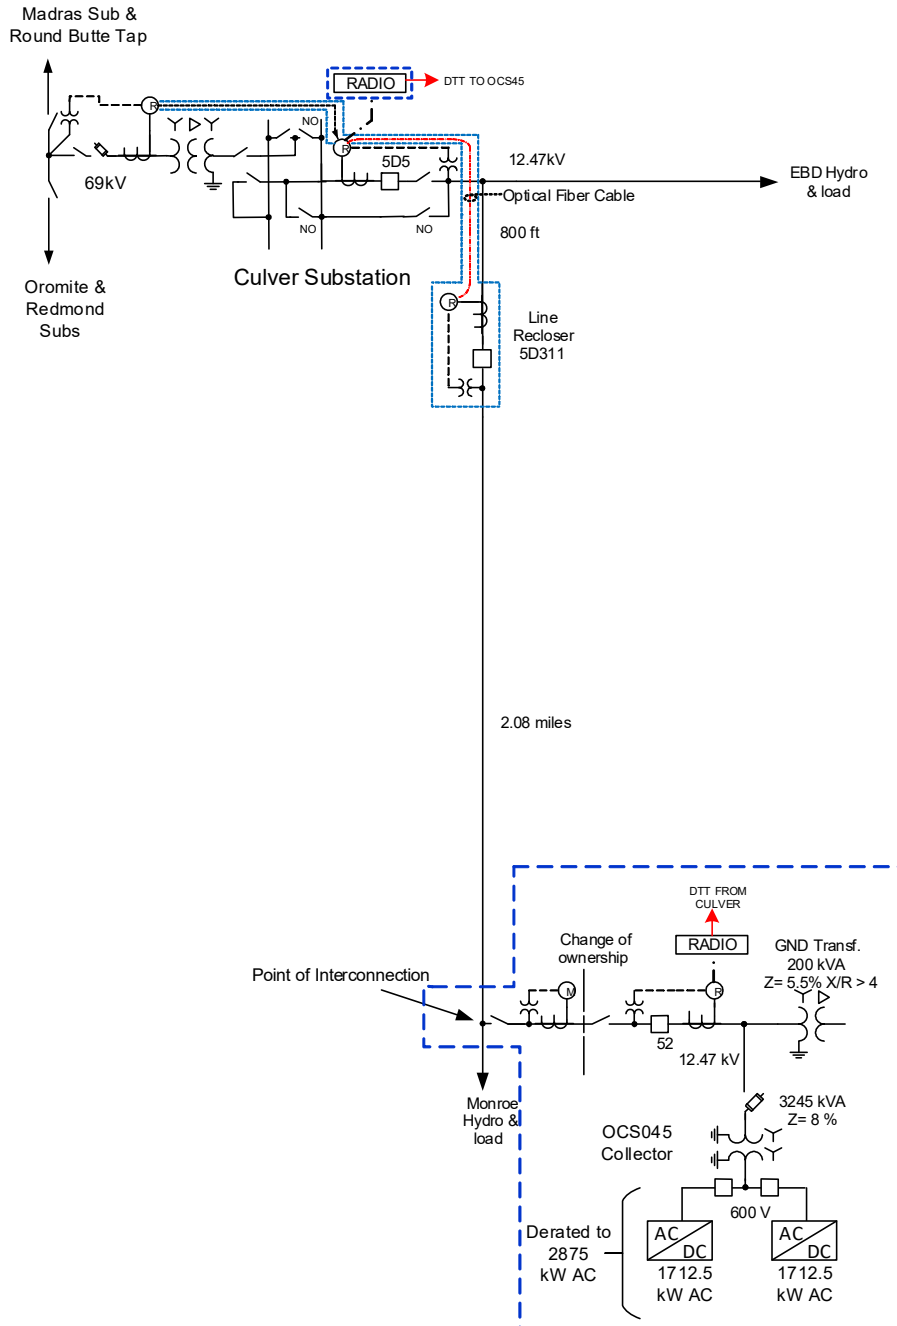 Madras Sub &
Round Butte Tap
RADIO
DTT TO OCS45
R
NO
R
69kV
5D5
12.47kV
EBD Hydro
& load
Optical Fiber Cable
NO
NO
800 ft
Culver Substation
Oromite &
Redmond
Subs
R
Line
Recloser
5D311
2.08 miles
DTT FROM
CULVER
Change of
ownership
RADIO
GND Transf.
200 kVA
Z= 5.5% X/R > 4
Point of Interconnection
M
R
52
12.47 kV
Monroe
Hydro &
load
3245 kVA
Z= 8 %
OCS045
Collector
600 V
Derated to
2875
kW AC
AC
DC
AC
DC
1712.5
kW AC
1712.5
kW AC